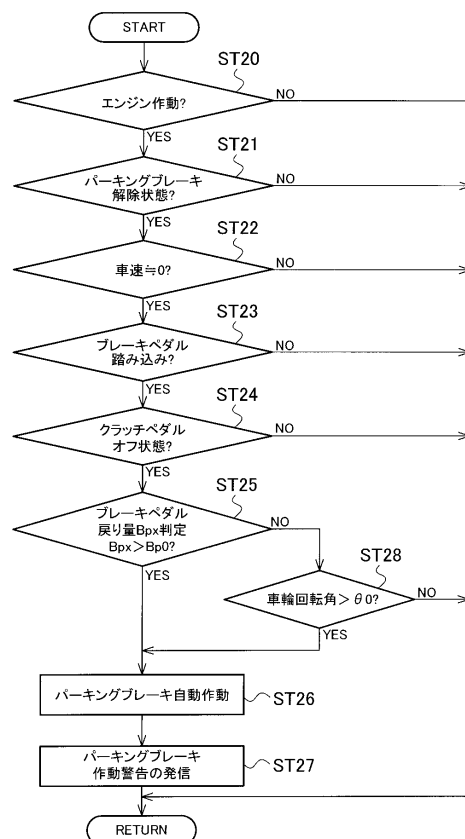 START
ST20
エンジン作動?
NO
YES
ST21
パーキングブレーキ
解除状態?
NO
YES
ST22
車速≒0?
NO
YES
ST23
ブレーキペダル
踏み込み?
NO
YES
ST24
クラッチペダル
オフ状態?
NO
YES
ST25
ブレーキペダル
戻り量Bpx判定
Bpx＞Bp0?
NO
YES
ST28
車輪回転角＞θ0?
NO
YES
パーキングブレーキ自動作動
ST26
パーキングブレーキ
作動警告の発信
ST27
RETURN